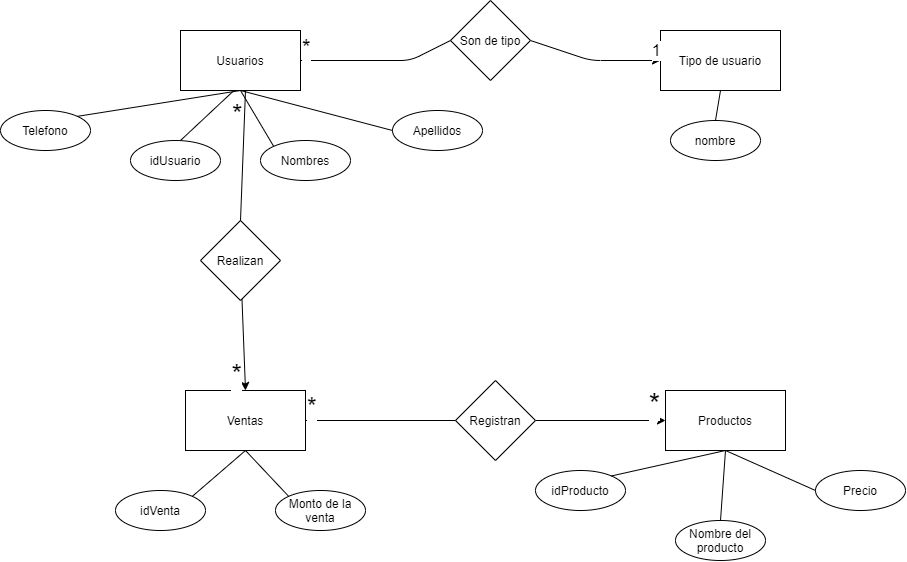 Usuarios
*
Son de tipo
1
Tipo de usuario
*
Telefono
idUsuario
Nombres
Apellidos
nombre
Realizan
*
Ventas
*
Registran
*
Productos
idVenta
Monto de la
venta
idProducto
Nombre del
producto
Precio